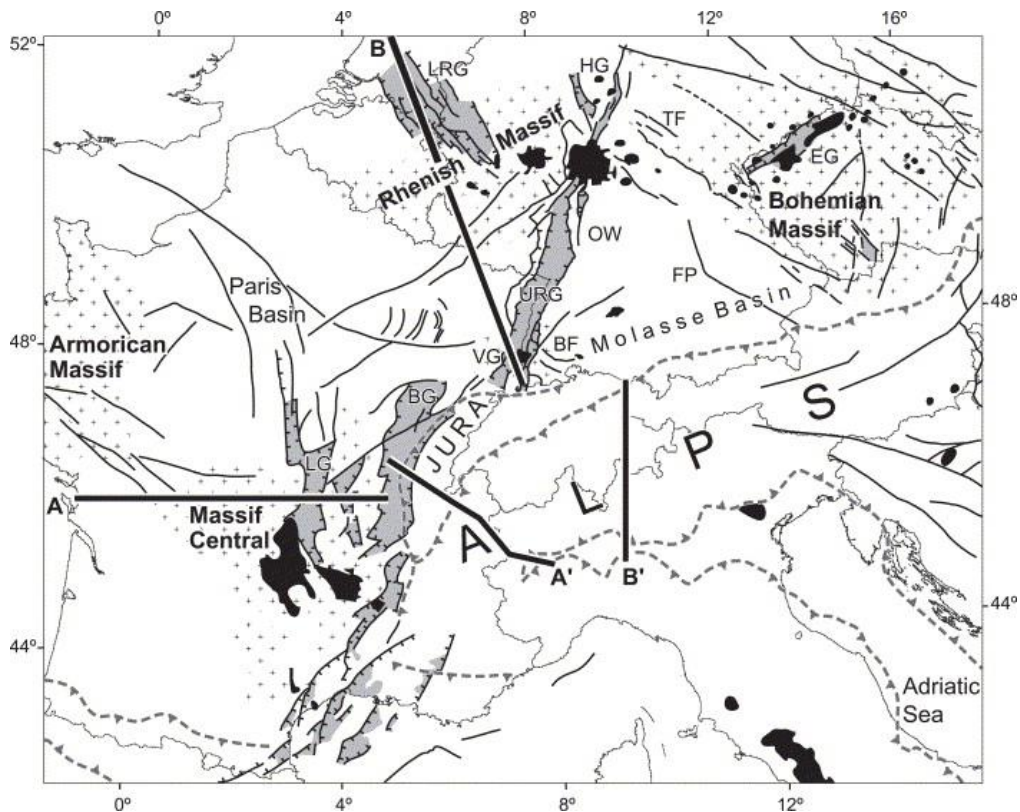 0º 4º 8º 12º 16º
52º
B
LRG
HG
Rhenish Massif
TF
EG
Bohemian
Massif
OW
FP
Paris
Basin
URG
Molasse Basin
48º
48º
Armorican
Massif
VG
BF
BG
JURA
LG
A L P S
A
Massif
Central
A'
B'
44º
44º
Adriatic
Sea
0º 4º 8º 12º